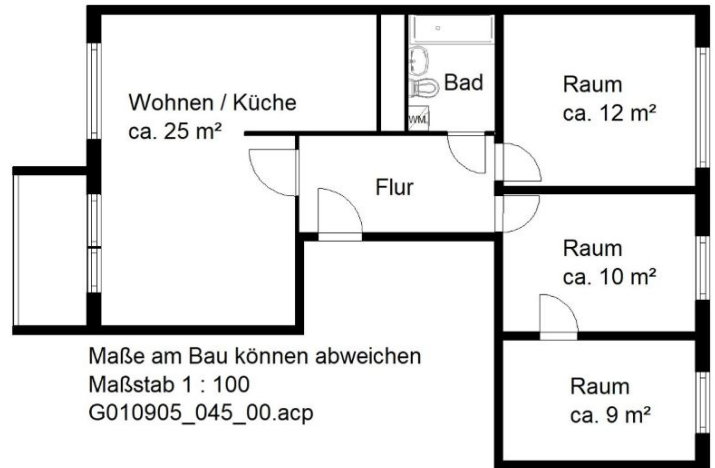 Wohnen / Küche
ca. 25 m²
Bad
WM
Raum
ca. 12 m²
Flur
Raum
ca. 10 m²
Raum
ca. 9 m²
Maße am Bau können abweichen
Maßstab 1 : 100
G010905_045_00.acp